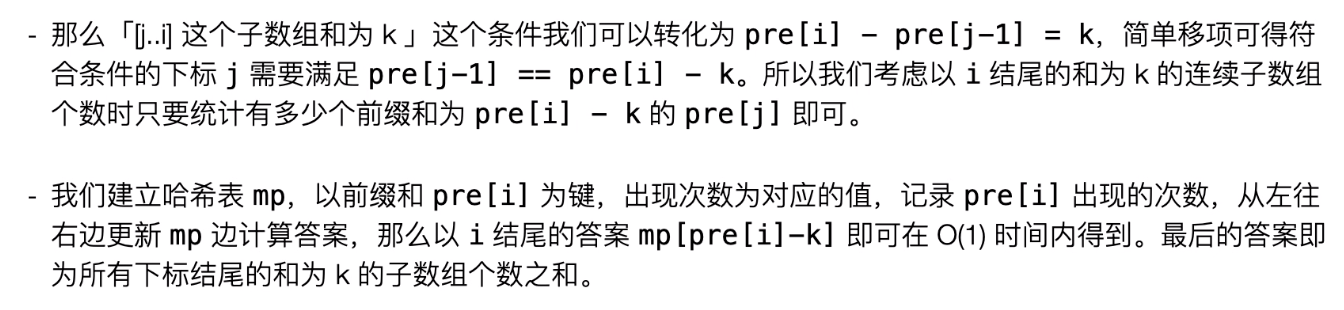 - 那么「[j..i] 这个子数组和为 k 」这个条件我们可以转化为 pre[i] - pre[j-1] = k，简单移项可得符
合条件的下标 j 需要满足 pre[j-1] == pre[i] - k。所以我们考虑以 i 结尾的和为 k 的连续子数组
个数时只要统计有多少个前缀和为 pre[i] - k 的 pre[j] 即可。
- 我们建立哈希表 mp，以前缀和 pre[i] 为键，出现次数为对应的值，记录 pre[i] 出现的次数，从左往
右边更新 mp 边计算答案，那么以 i 结尾的答案 mp[pre[i]-k] 即可在 O(1) 时间内得到。最后的答案即
为所有下标结尾的和为 k 的子数组个数之和。